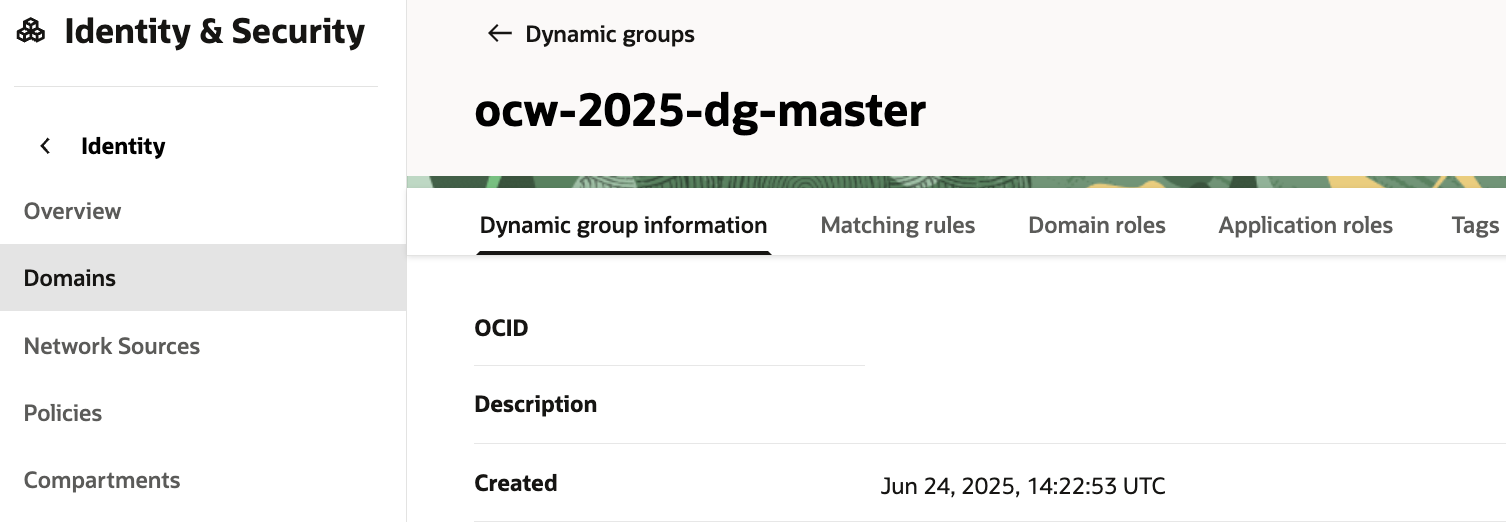 Identity & Security
Identity
Overview
Domains
Network Sources
Policies
Compartments
Dynamic groups
ocw-2025-dg-master
Dynamic group information
Matching rules
Domain roles
Application roles
Tags
OCID
Description
Created
Jun 24, 2025, 14:22:53 UTC